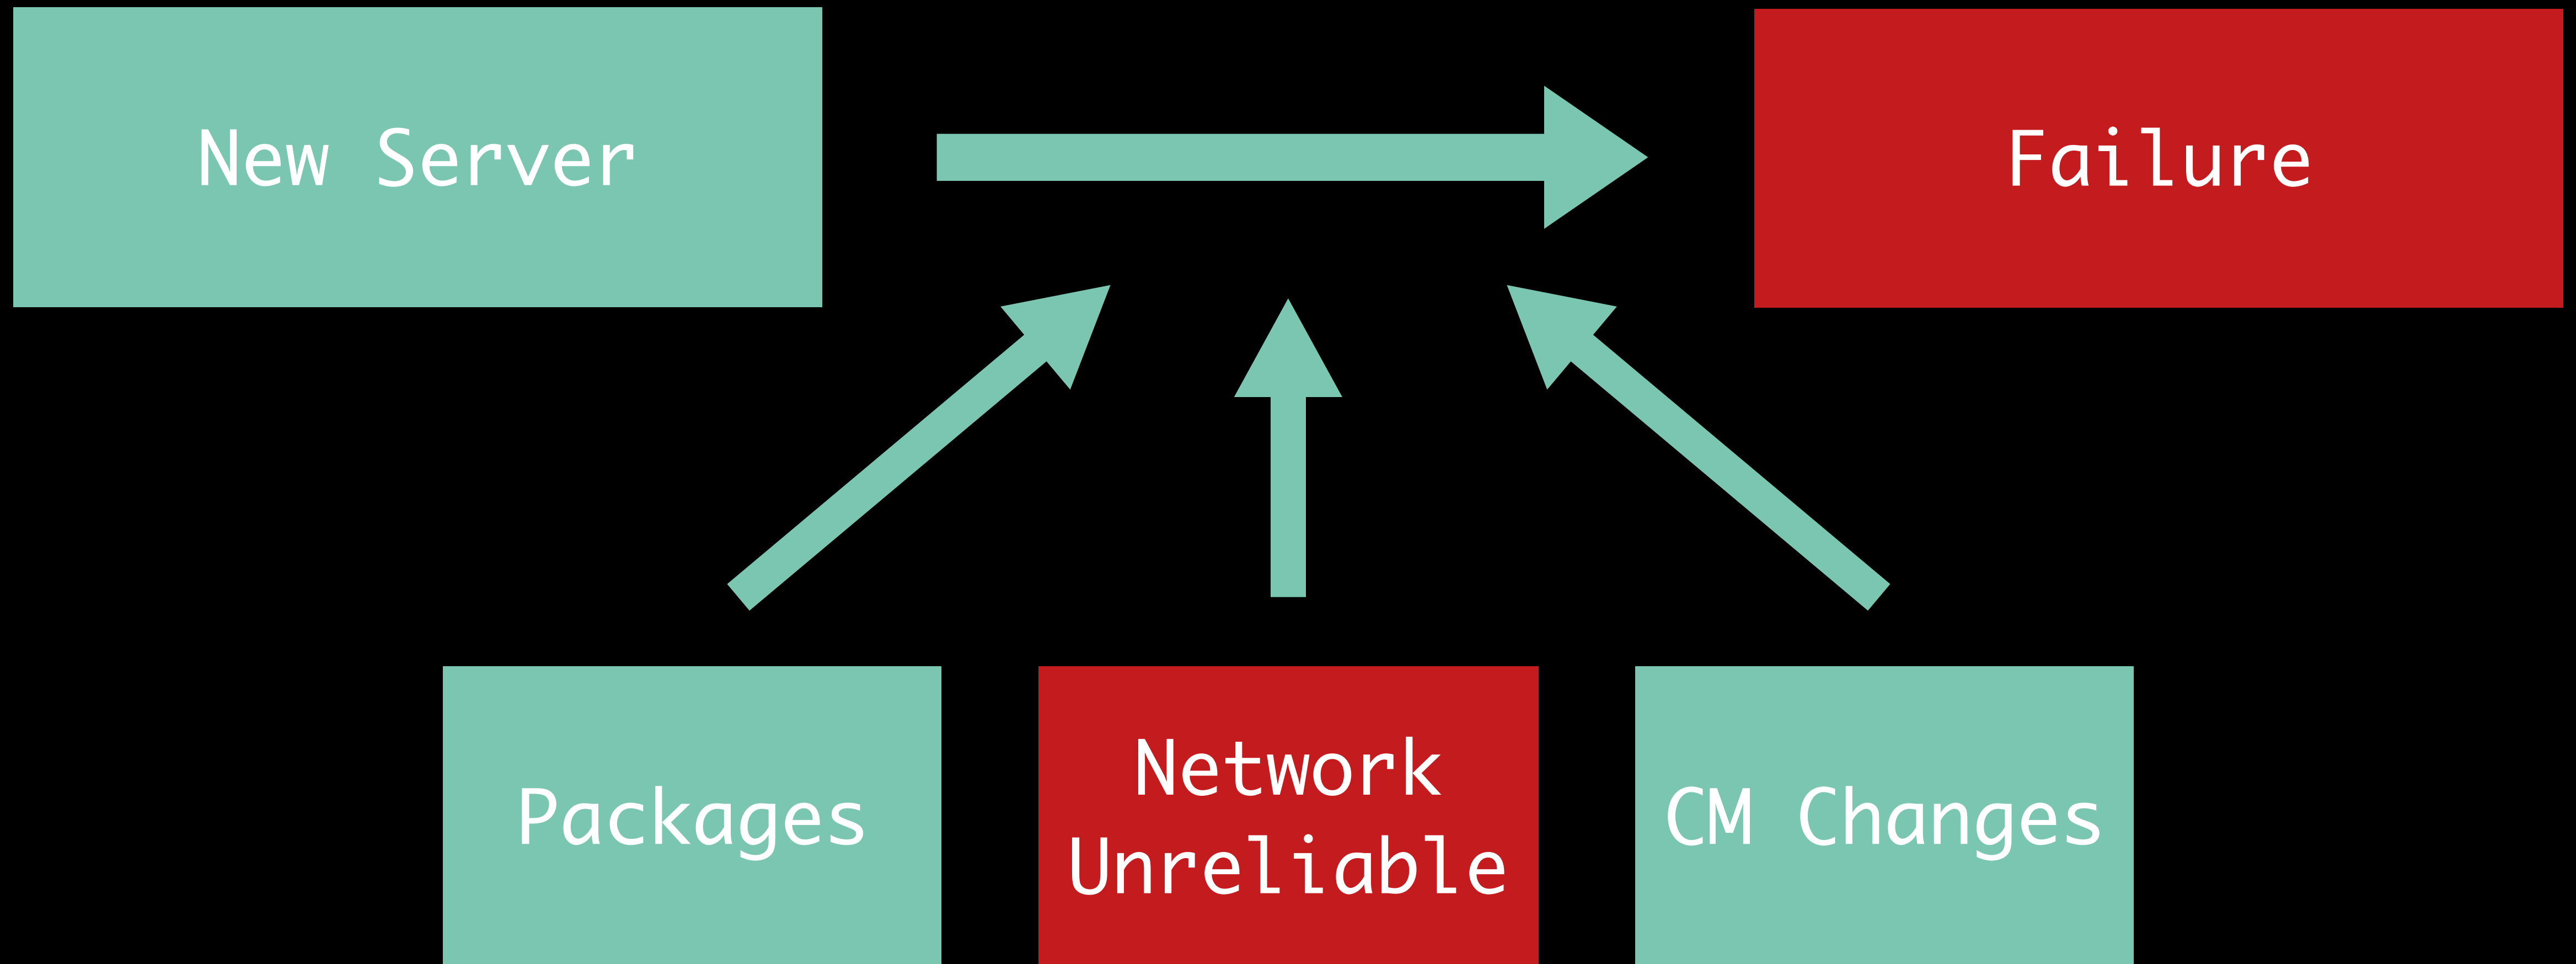 New Server
Failure
Packages
Network
Unreliable
CM Changes